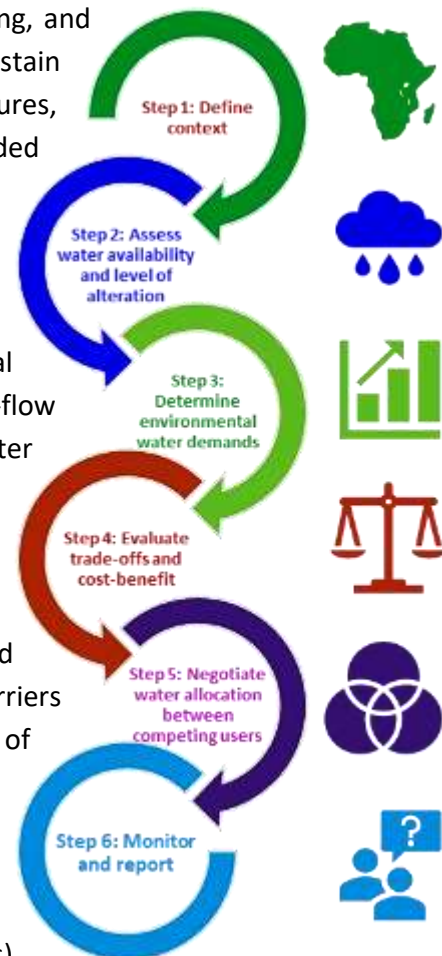 ng, and
stain
ures,
ded
al
-flow
ter
d
rriers
of
s)
Step 1: Define
context
Step 2: Assess
water availability
and level of
alteration
Step 3:
Determine
environmental
water demands
Step 4: Evaluate
trade-offs and
cost-benefit
Step 5: Negotiate
water allocation
between
competing users
Step 6: Monitor
and report
?